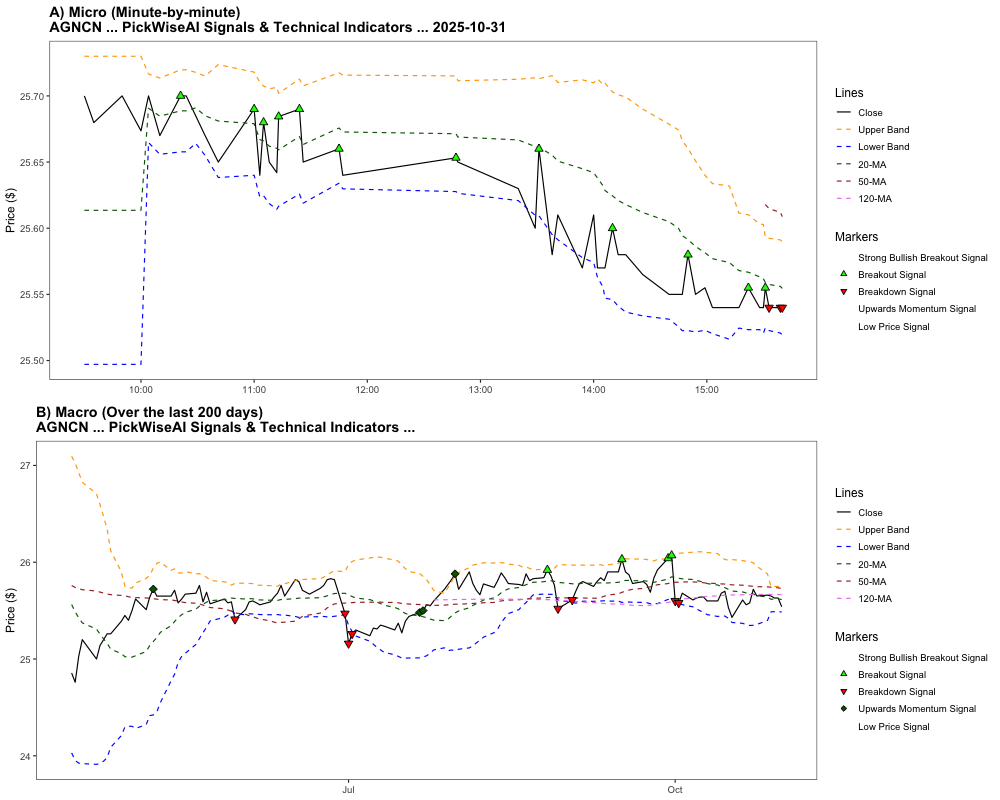 A) Micro (Minute-by-minute)
AGNCN ... PickWiseAI Signals & Technical Indicators ... 2025-10-31
Price ($)
25.70
25.65
25.60
25.55
25.50
10:00
11:00
12:00
13:00
14:00
15:00
Lines
Close
Upper Band
Lower Band
20-MA
50-MA
120-MA
Markers
Strong Bullish Breakout Signal
Breakout Signal
Breakdown Signal
Upwards Momentum Signal
Low Price Signal
B) Macro (Over the last 200 days)
AGNCN ... PickWiseAI Signals & Technical Indicators ...
Price ($)
27
26
25
24
Jul
Oct
Lines
Close
Upper Band
Lower Band
20-MA
50-MA
120-MA
Markers
Strong Bullish Breakout Signal
Breakout Signal
Breakdown Signal
Upwards Momentum Signal
Low Price Signal